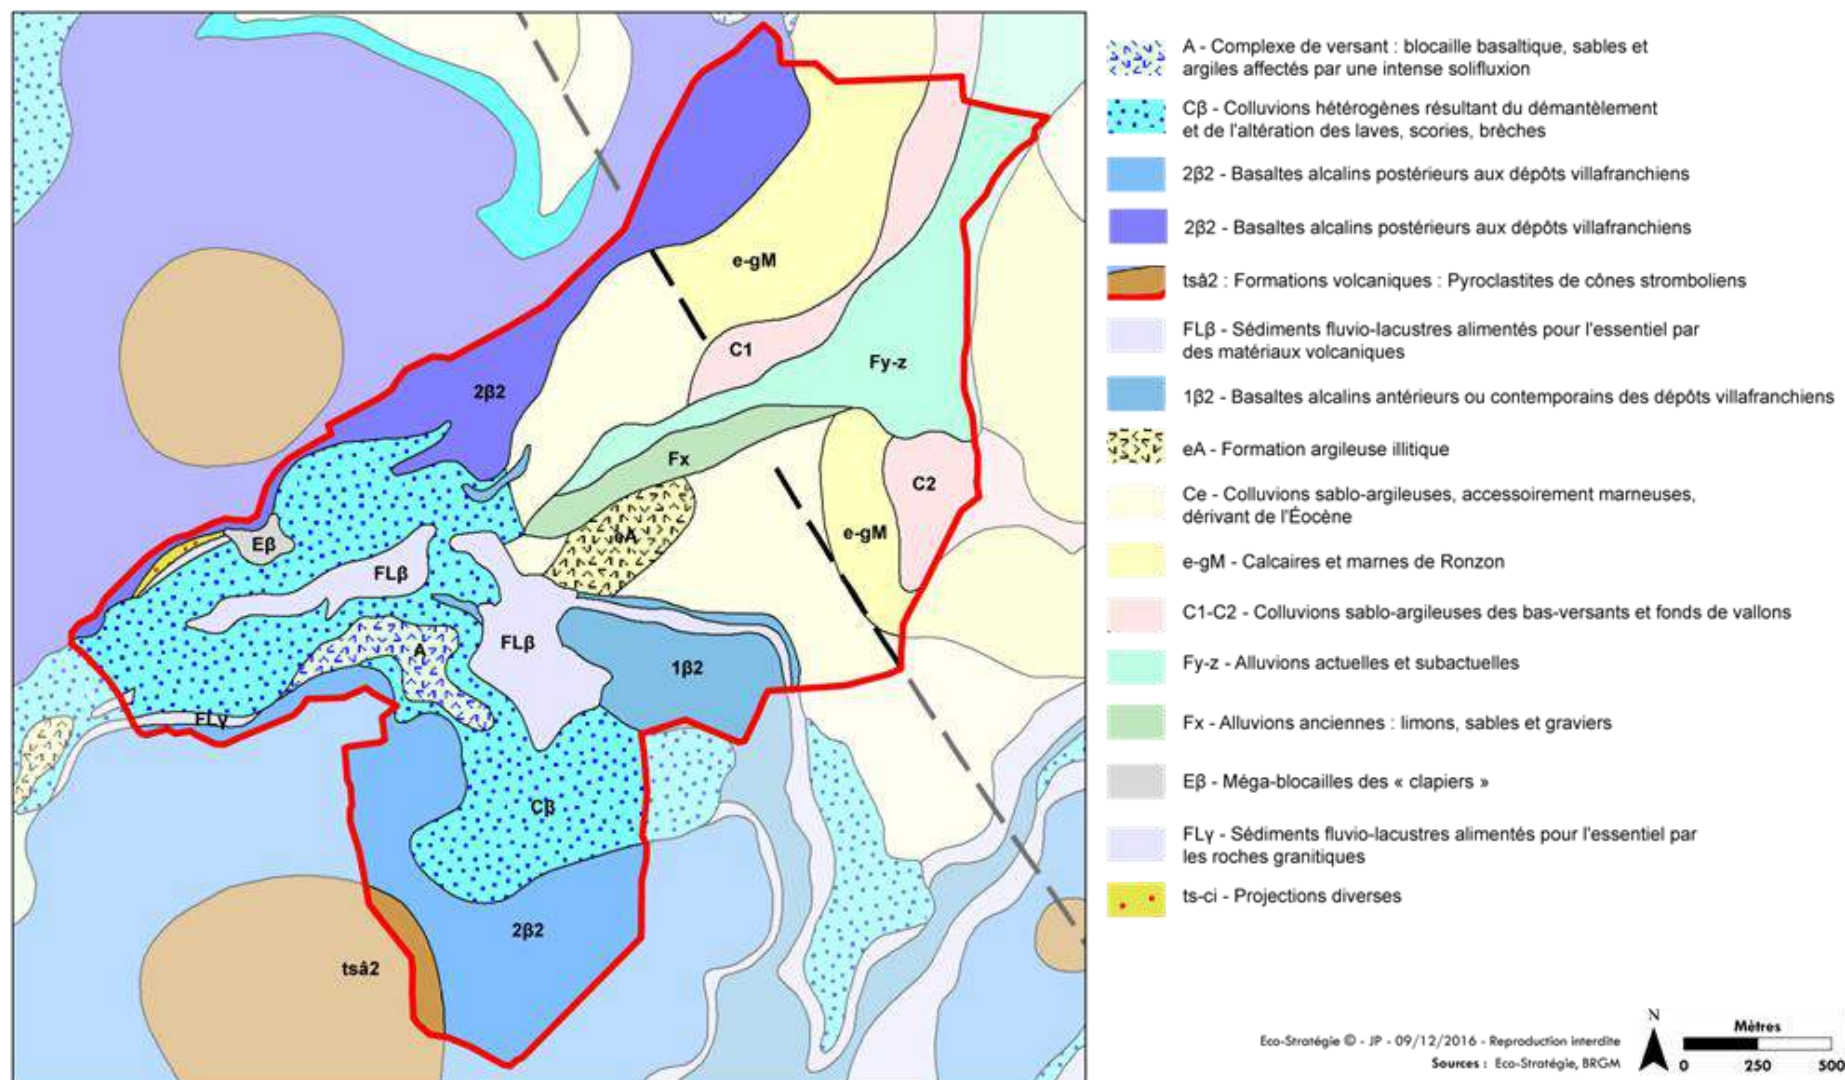 e-gM
C1
Fy-z
2β2
Fx
C2
eA
e-gM
Eβ
FLβ
FLβ
A
1β2
FLγ
Cβ
2β2
tsâ2
A - Complexe de versant : blocaille basaltique, sables et
argiles affectés par une intense solifluxion
Cβ - Colluvions hétérogènes résultant du démantèlement
et de l'altération des laves, scories, brèches
2β2 - Basaltes alcalins postérieurs aux dépôts villafranchiens
2β2 - Basaltes alcalins postérieurs aux dépôts villafranchiens
tsâ2 : Formations volcaniques : Pyroclastites de cônes stromboliens
FLβ - Sédiments fluvio-lacustres alimentés pour l'essentiel par
des matériaux volcaniques
1β2 - Basaltes alcalins antérieurs ou contemporains des dépôts villafranchiens
eA - Formation argileuse illitique
Ce - Colluvions sablo-argileuses, accessoirement marneuses,
dérivant de l'Éocène
e-gM - Calcaires et marnes de Ronzon
C1-C2 - Colluvions sablo-argileuses des bas-versants et fonds de vallons
Fy-z - Alluvions actuelles et subactuelles
Fx - Alluvions anciennes : limons, sables et graviers
Eβ - Méga-blocailles des « clapiers »
FLγ - Sédiments fluvio-lacustres alimentés pour l'essentiel par
les roches granitiques
ts-ci - Projections diverses
Eco-Stratégie © - JP - 09/12/2016 - Reproduction interdite
Sources : Eco-Stratégie, BRGM
N
Mètres
0 250 500